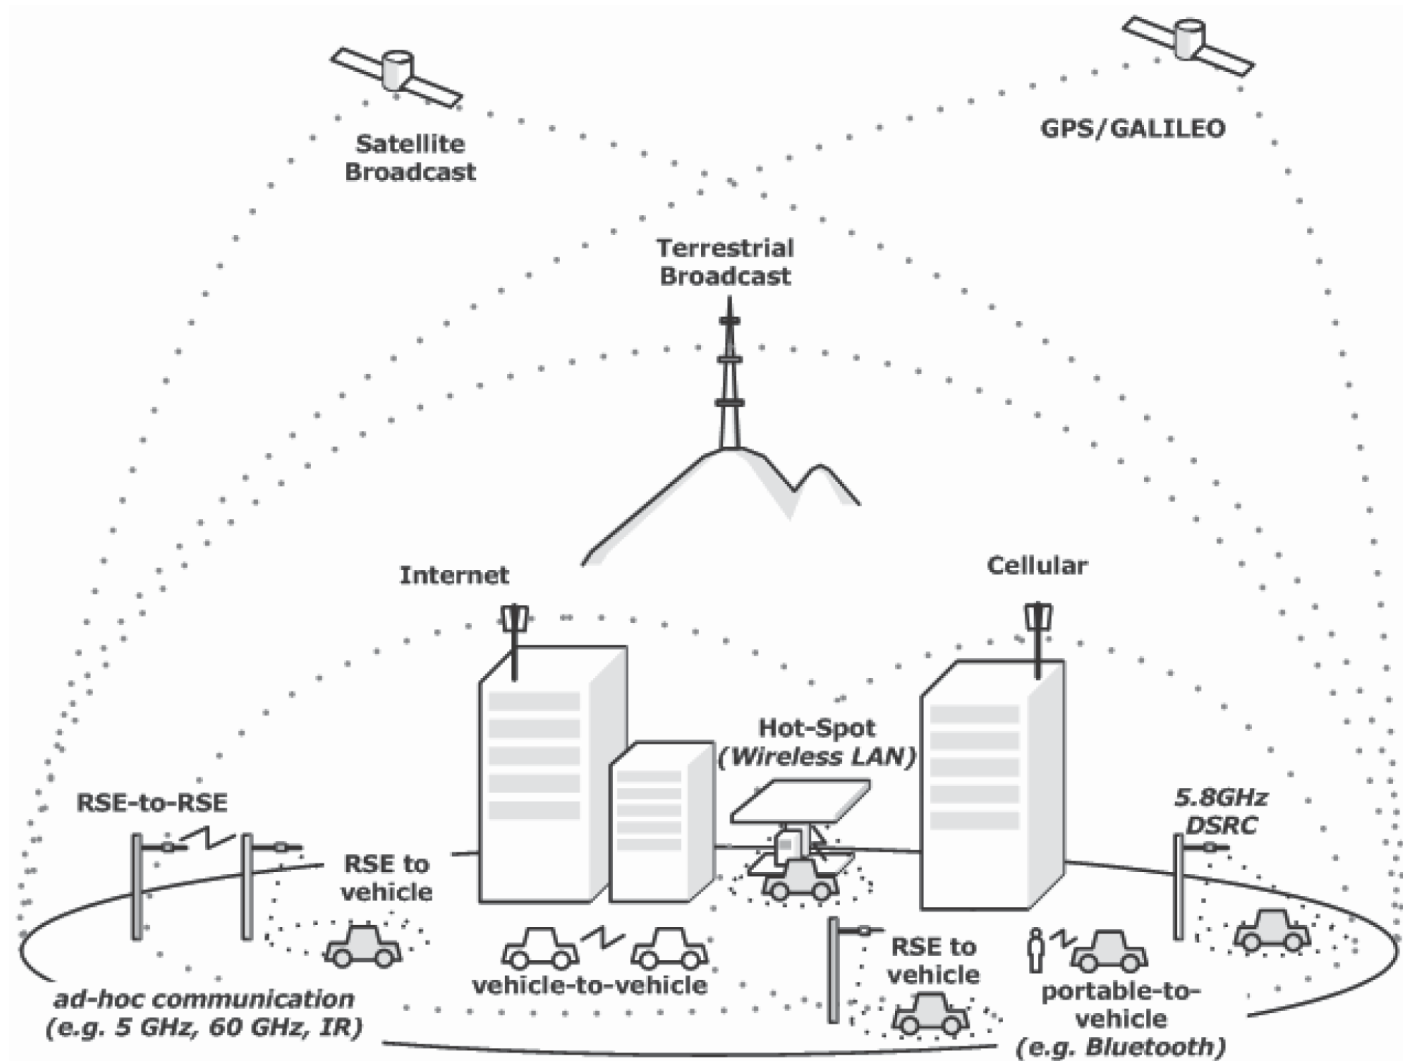 Satellite
Broadcast
GPS/GALILEO
Terrestrial
Broadcast
Internet
Cellular
Hot-Spot
(Wireless LAN)
RSE-to-RSE
5.8GHz
DSRC
RSE to
vehicle
vehicle-to-vehicle
RSE to
vehicle
portable-to-
vehicle
(e.g. Bluetooth)
ad-hoc communication
(e.g. 5 GHz, 60 GHz, IR)